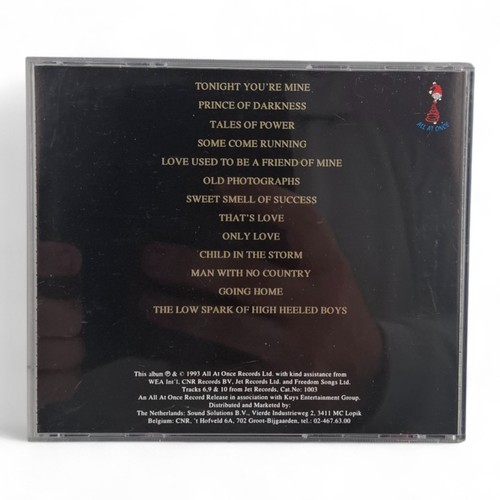 TONIGHT YOU'RE MINE
PRINCE OF DARKNESS
TALES OF POWER
SOME COME RUNNING
LOVE USED TO BE A FRIEND OF MINE
OLD PHOTOGRAPHS
SWEET SMELL OF SUCCESS
THAT'S LOVE
ONLY LOVE
CHILD IN THE STORM
MAN WITH NO COUNTRY
GOING HOME
THE LOW SPARK OF HIGH HEELED BOYS
ALL AT ONCE
This album ℗ & © 1993 All At Once Records Ltd. with kind assistance from
WEA Int'l. CNR Records BV, Jet Records Ltd. and Freedom Songs Ltd.
Tracks 6,9 & 10 from Jet Records. Cat.No: 1003
An All At Once Record Release in association with Kuys Entertainment Group.
Distributed and Marketed by:
The Netherlands: Sound Solutions B.V., Vierde Industrieweg 2, 3411 MC Lopik
Belgium: CNR, 't Hofveld 6A, 702 Groot-Bijgaarden, tel.: 02-467.63.00